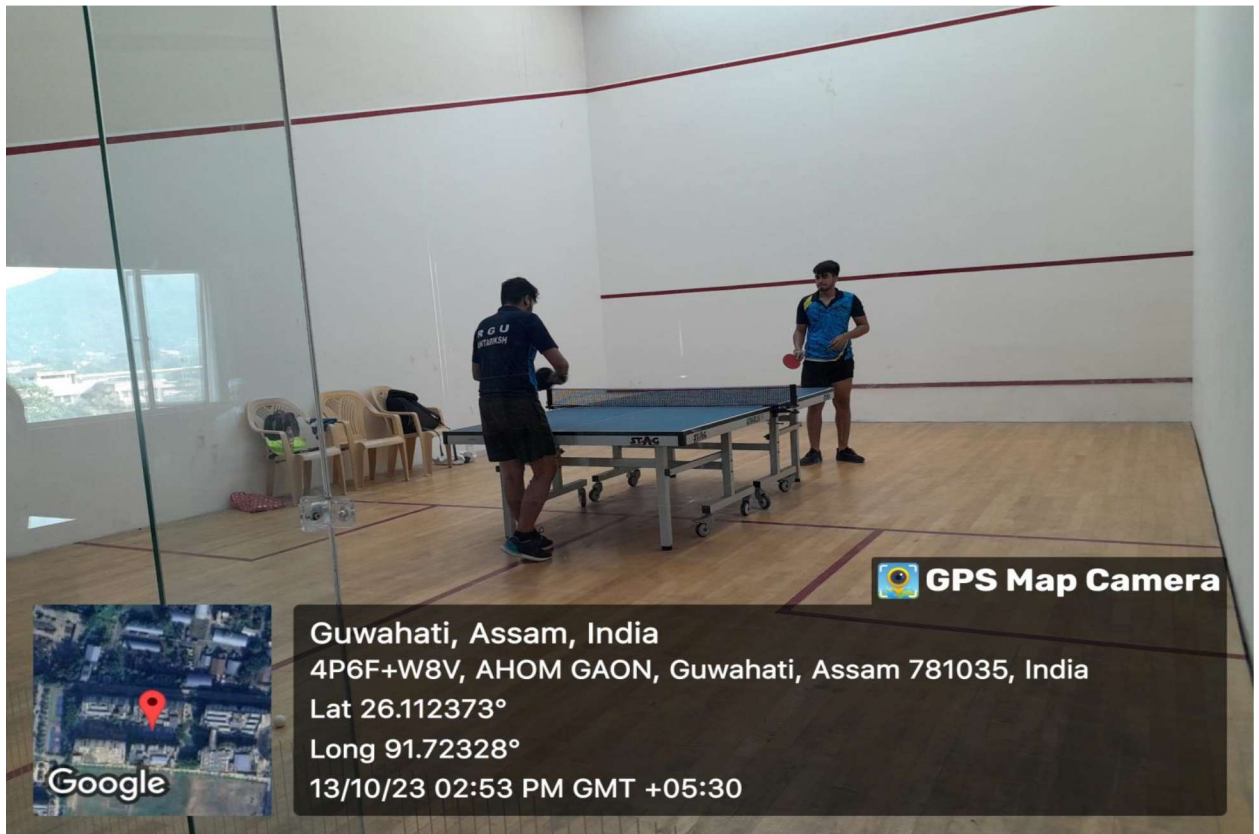 R G U
ANTARIKSH
STAG
STAG
GPS Map Camera
Guwahati, Assam, India
4P6F+W8V, AHOM GAON, Guwahati, Assam 781035, India
Lat 26.112373°
Long 91.72328°
13/10/23 02:53 PM GMT +05:30
Google